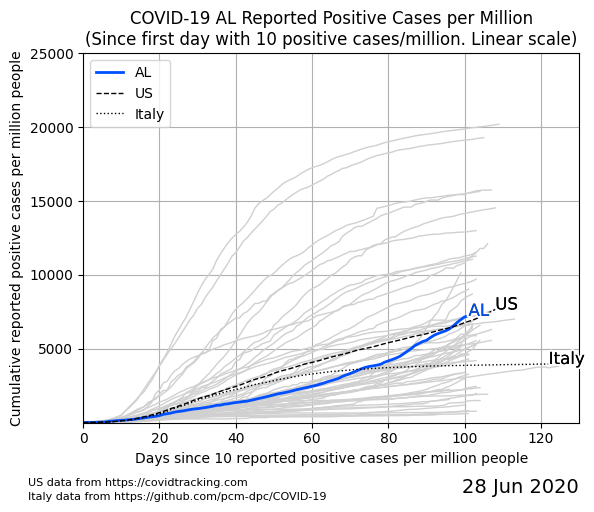 COVID-19 AL Reported Positive Cases per Million
(Since first day with 10 positive cases/million. Linear scale)
Cumulative reported positive cases per million people
25000
20000
15000
10000
5000
AL
US
Italy
AL
US
Italy
0
20
40
60
80
100
120
Days since 10 reported positive cases per million people
US data from https://covidtracking.com
Italy data from https://github.com/pcm-dpc/COVID-19
28 Jun 2020